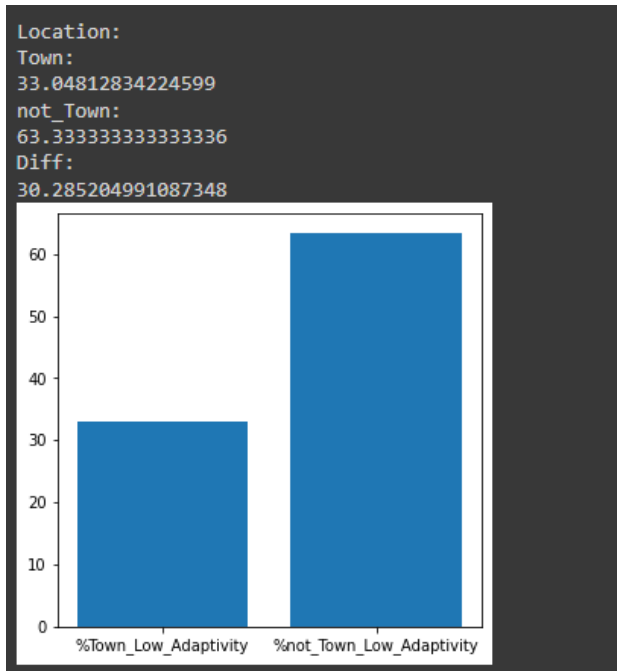 Location:
Town:
33.04812834224599
not_Town:
63.333333333333336
Diff:
30.285204991087348
60
50
40
30
20
10
0
%Town_Low_Adaptivity %not_Town_Low_Adaptivity